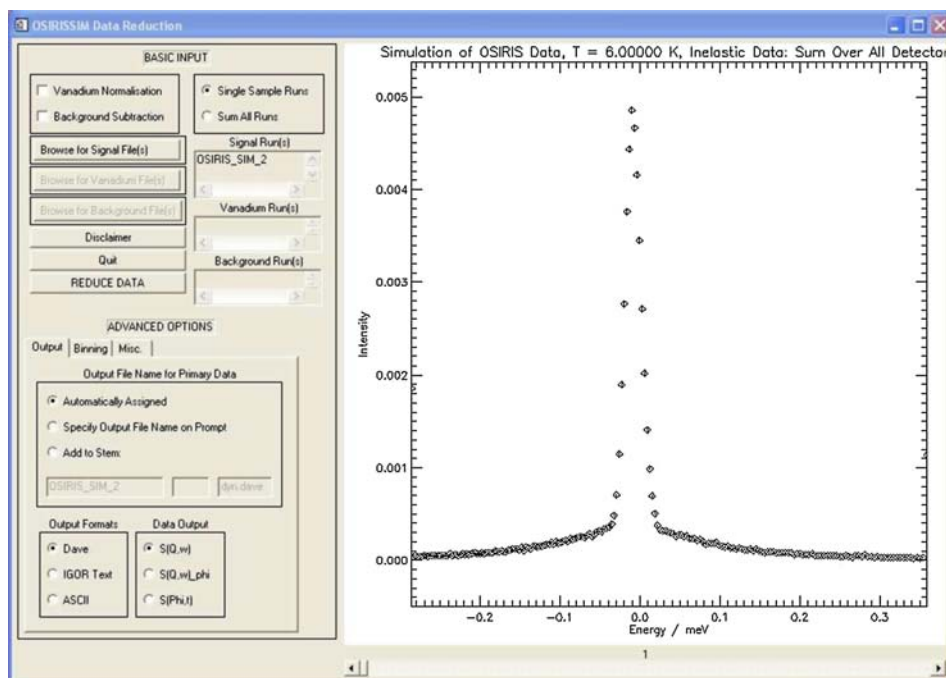 OSIRISSIM Data Reduction
BASIC INPUT
Vanadium Normalisation
Background Subtraction
Single Sample Runs
Sum All Runs
Browse for Signal File(s)
Browse for Vanadium File(s)
Browse for Background File(s)
Disclaimer
Quit
REDUCE DATA
Signal Run(s)
OSIRIS_SIM_2
Vanadium Run(s)
Background Run(s)
ADVANCED OPTIONS
Output Binning Misc.
Output File Name for Primary Data
Automatically Assigned
Specify Output File Name on Prompt
Add to Stem:
OSIRIS_SIM_2 dyn.dave
Output Formats
Dave
IGOR Text
ASCII
Data Output
S(Q,w)
S(Q,w)_phi
S(Phi,t)
Simulation of OSIRIS Data, T = 6.00000 K, Inelastic Data: Sum Over All Detector
Intensity
0.005
0.004
0.003
0.002
0.001
0.000
-0.2 -0.1 0.0 0.1 0.2 0.3
Energy / meV
1